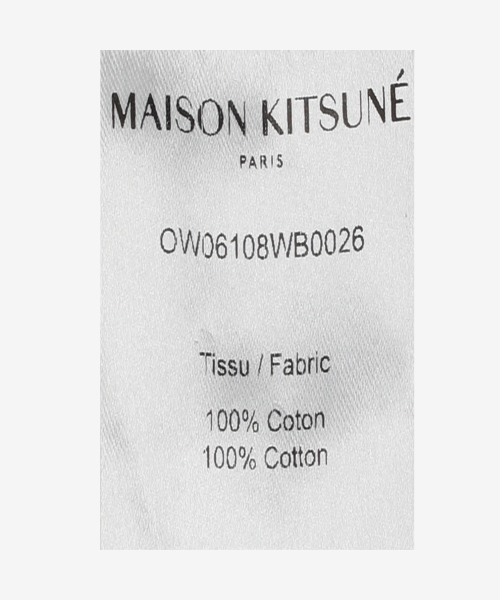 MAISON KITSUNÉ
PARIS
OW06108WB0026
Tissu / Fabric
100% Coton
100% Cotton